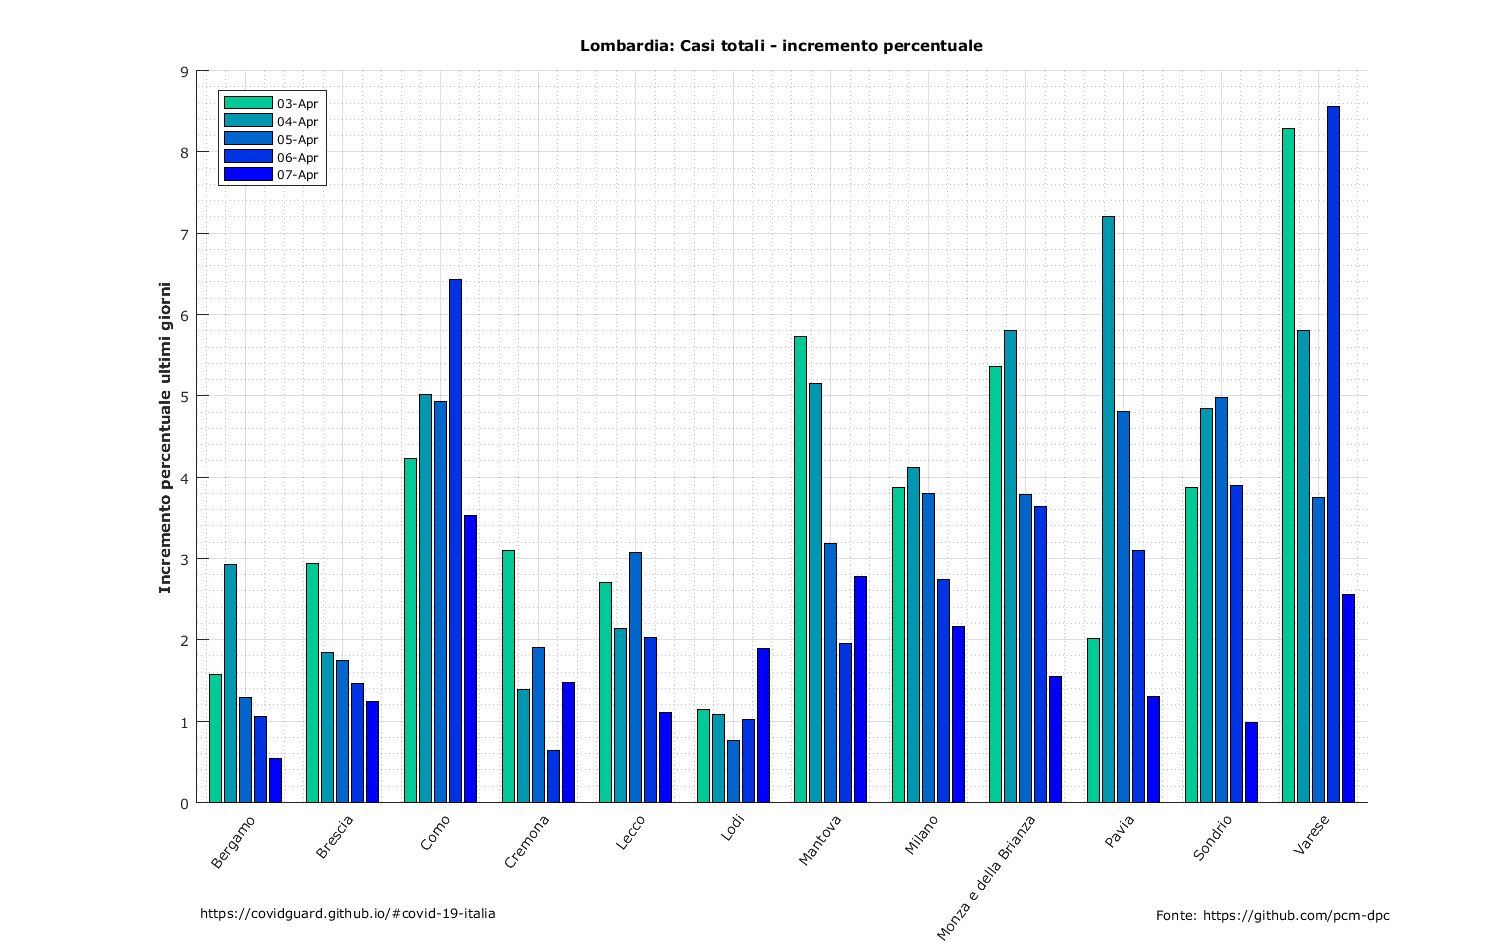 Lombardia: Casi totali - incremento percentuale
9
8
7
6
5
4
3
2
1
0
Incremento percentuale ultimi giorni
03-Apr
04-Apr
05-Apr
06-Apr
07-Apr
Bergamo
Brescia
Como
Cremona
Lecco
Lodi
Mantova
Milano
Monza e della Brianza
Pavia
Sondrio
Varese
https://covidguard.github.io/#covid-19-italia
Fonte: https://github.com/pcm-dpc